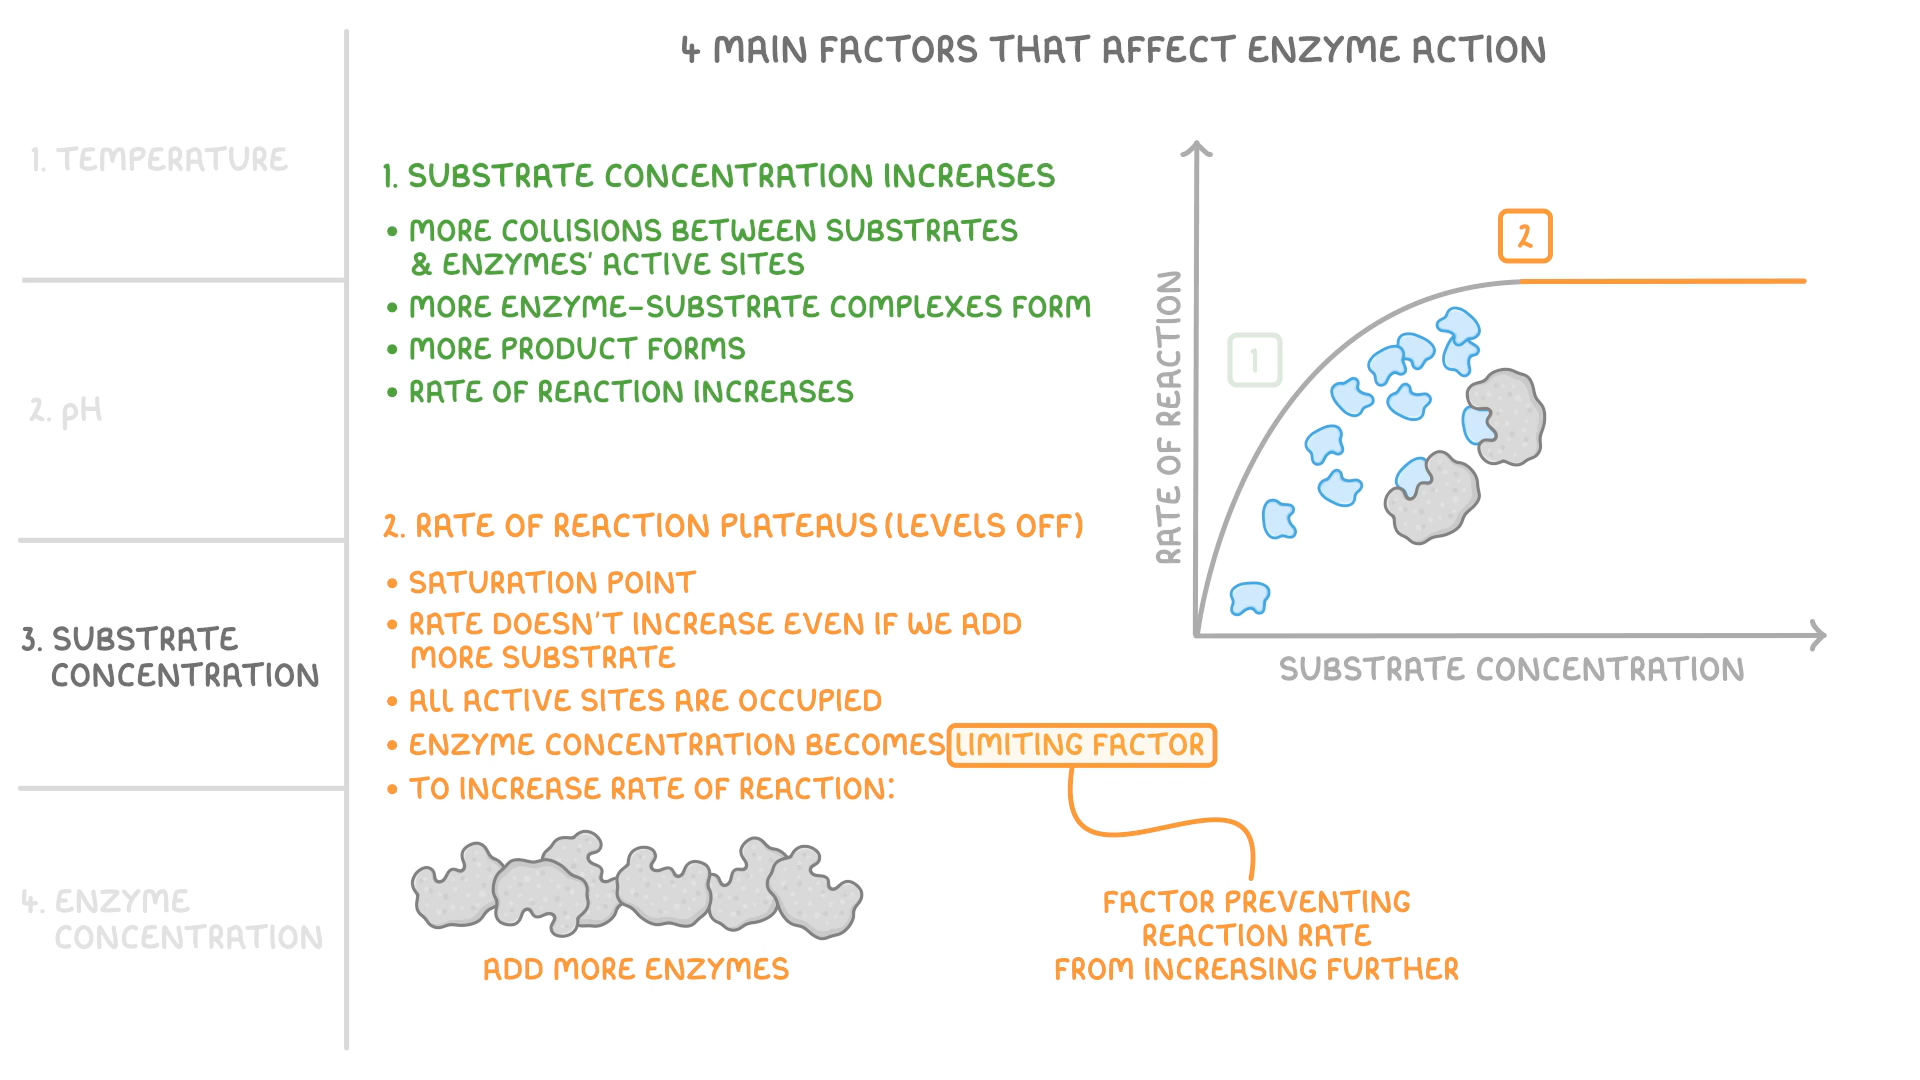 4 MAIN FACTORS THAT AFFECT ENZYME ACTION
1. TEMPERATURE
2. pH
3. SUBSTRATE
CONCENTRATION
4. ENZYME
CONCENTRATION
1. SUBSTRATE CONCENTRATION INCREASES
• MORE COLLISIONS BETWEEN SUBSTRATES
& ENZYMES' ACTIVE SITES
• MORE ENZYME-SUBSTRATE COMPLEXES FORM
• MORE PRODUCT FORMS
• RATE OF REACTION INCREASES
2. RATE OF REACTION PLATEAUS (LEVELS OFF)
• SATURATION POINT
• RATE DOESN'T INCREASE EVEN IF WE ADD
MORE SUBSTRATE
• ALL ACTIVE SITES ARE OCCUPIED
• ENZYME CONCENTRATION BECOMES LIMITING FACTOR
• TO INCREASE RATE OF REACTION:
ADD MORE ENZYMES
FACTOR PREVENTING
REACTION RATE
FROM INCREASING FURTHER
RATE OF REACTION
1
2
SUBSTRATE CONCENTRATION